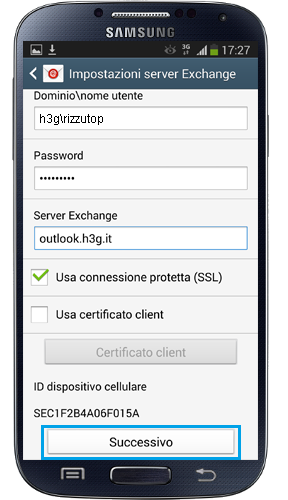 SAMSUNG
3G 17:27
Impostazioni server Exchange
Dominio\nome utente
h3g\rizzutop
Password
•••••••••
Server Exchange
outlook.h3g.it
Usa connessione protetta (SSL)
Usa certificato client
Certificato client
ID dispositivo cellulare
SEC1F2B4A06F015A
Successivo